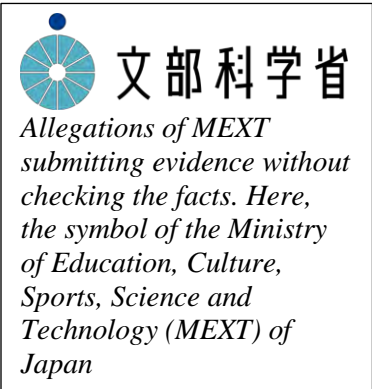 文部科学省
Allegations of MEXT
submitting evidence without
checking the facts. Here,
the symbol of the Ministry
of Education, Culture,
Sports, Science and
Technology (MEXT) of
Japan